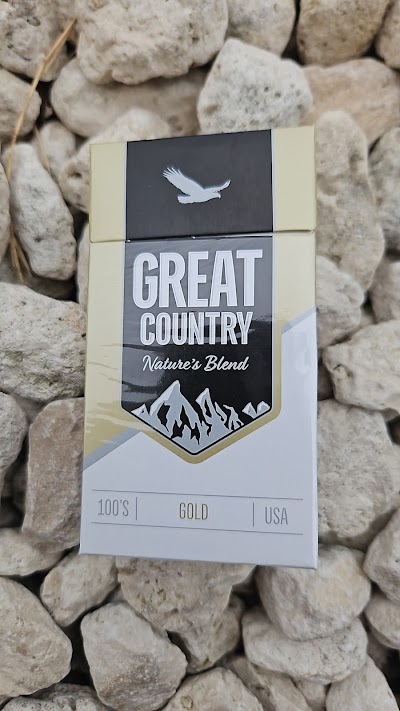 GREAT
COUNTRY
Nature's Blend
100'S GOLD USA